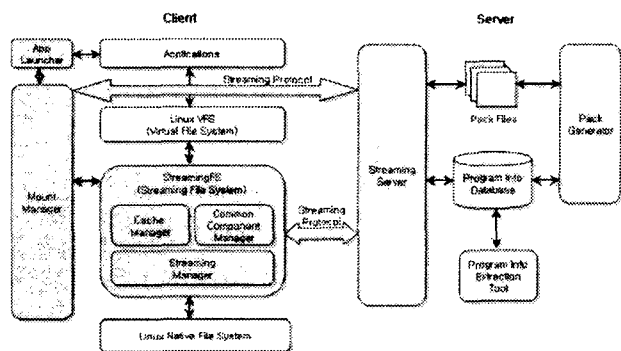 Client
Server
App
Launcher
Applications
Streaming Protocol
Linux VFS
(Virtual File System)
Pack Files
Pack
Generator
Mount
Manager
StreamingFS
(Streaming File System)
Cache
Manager
Common
Component
Manager
Streaming
Manager
Streaming
Protocol
Streaming
Server
Program Info
Database
Program Info
Extraction
Tool
Linux Native File System